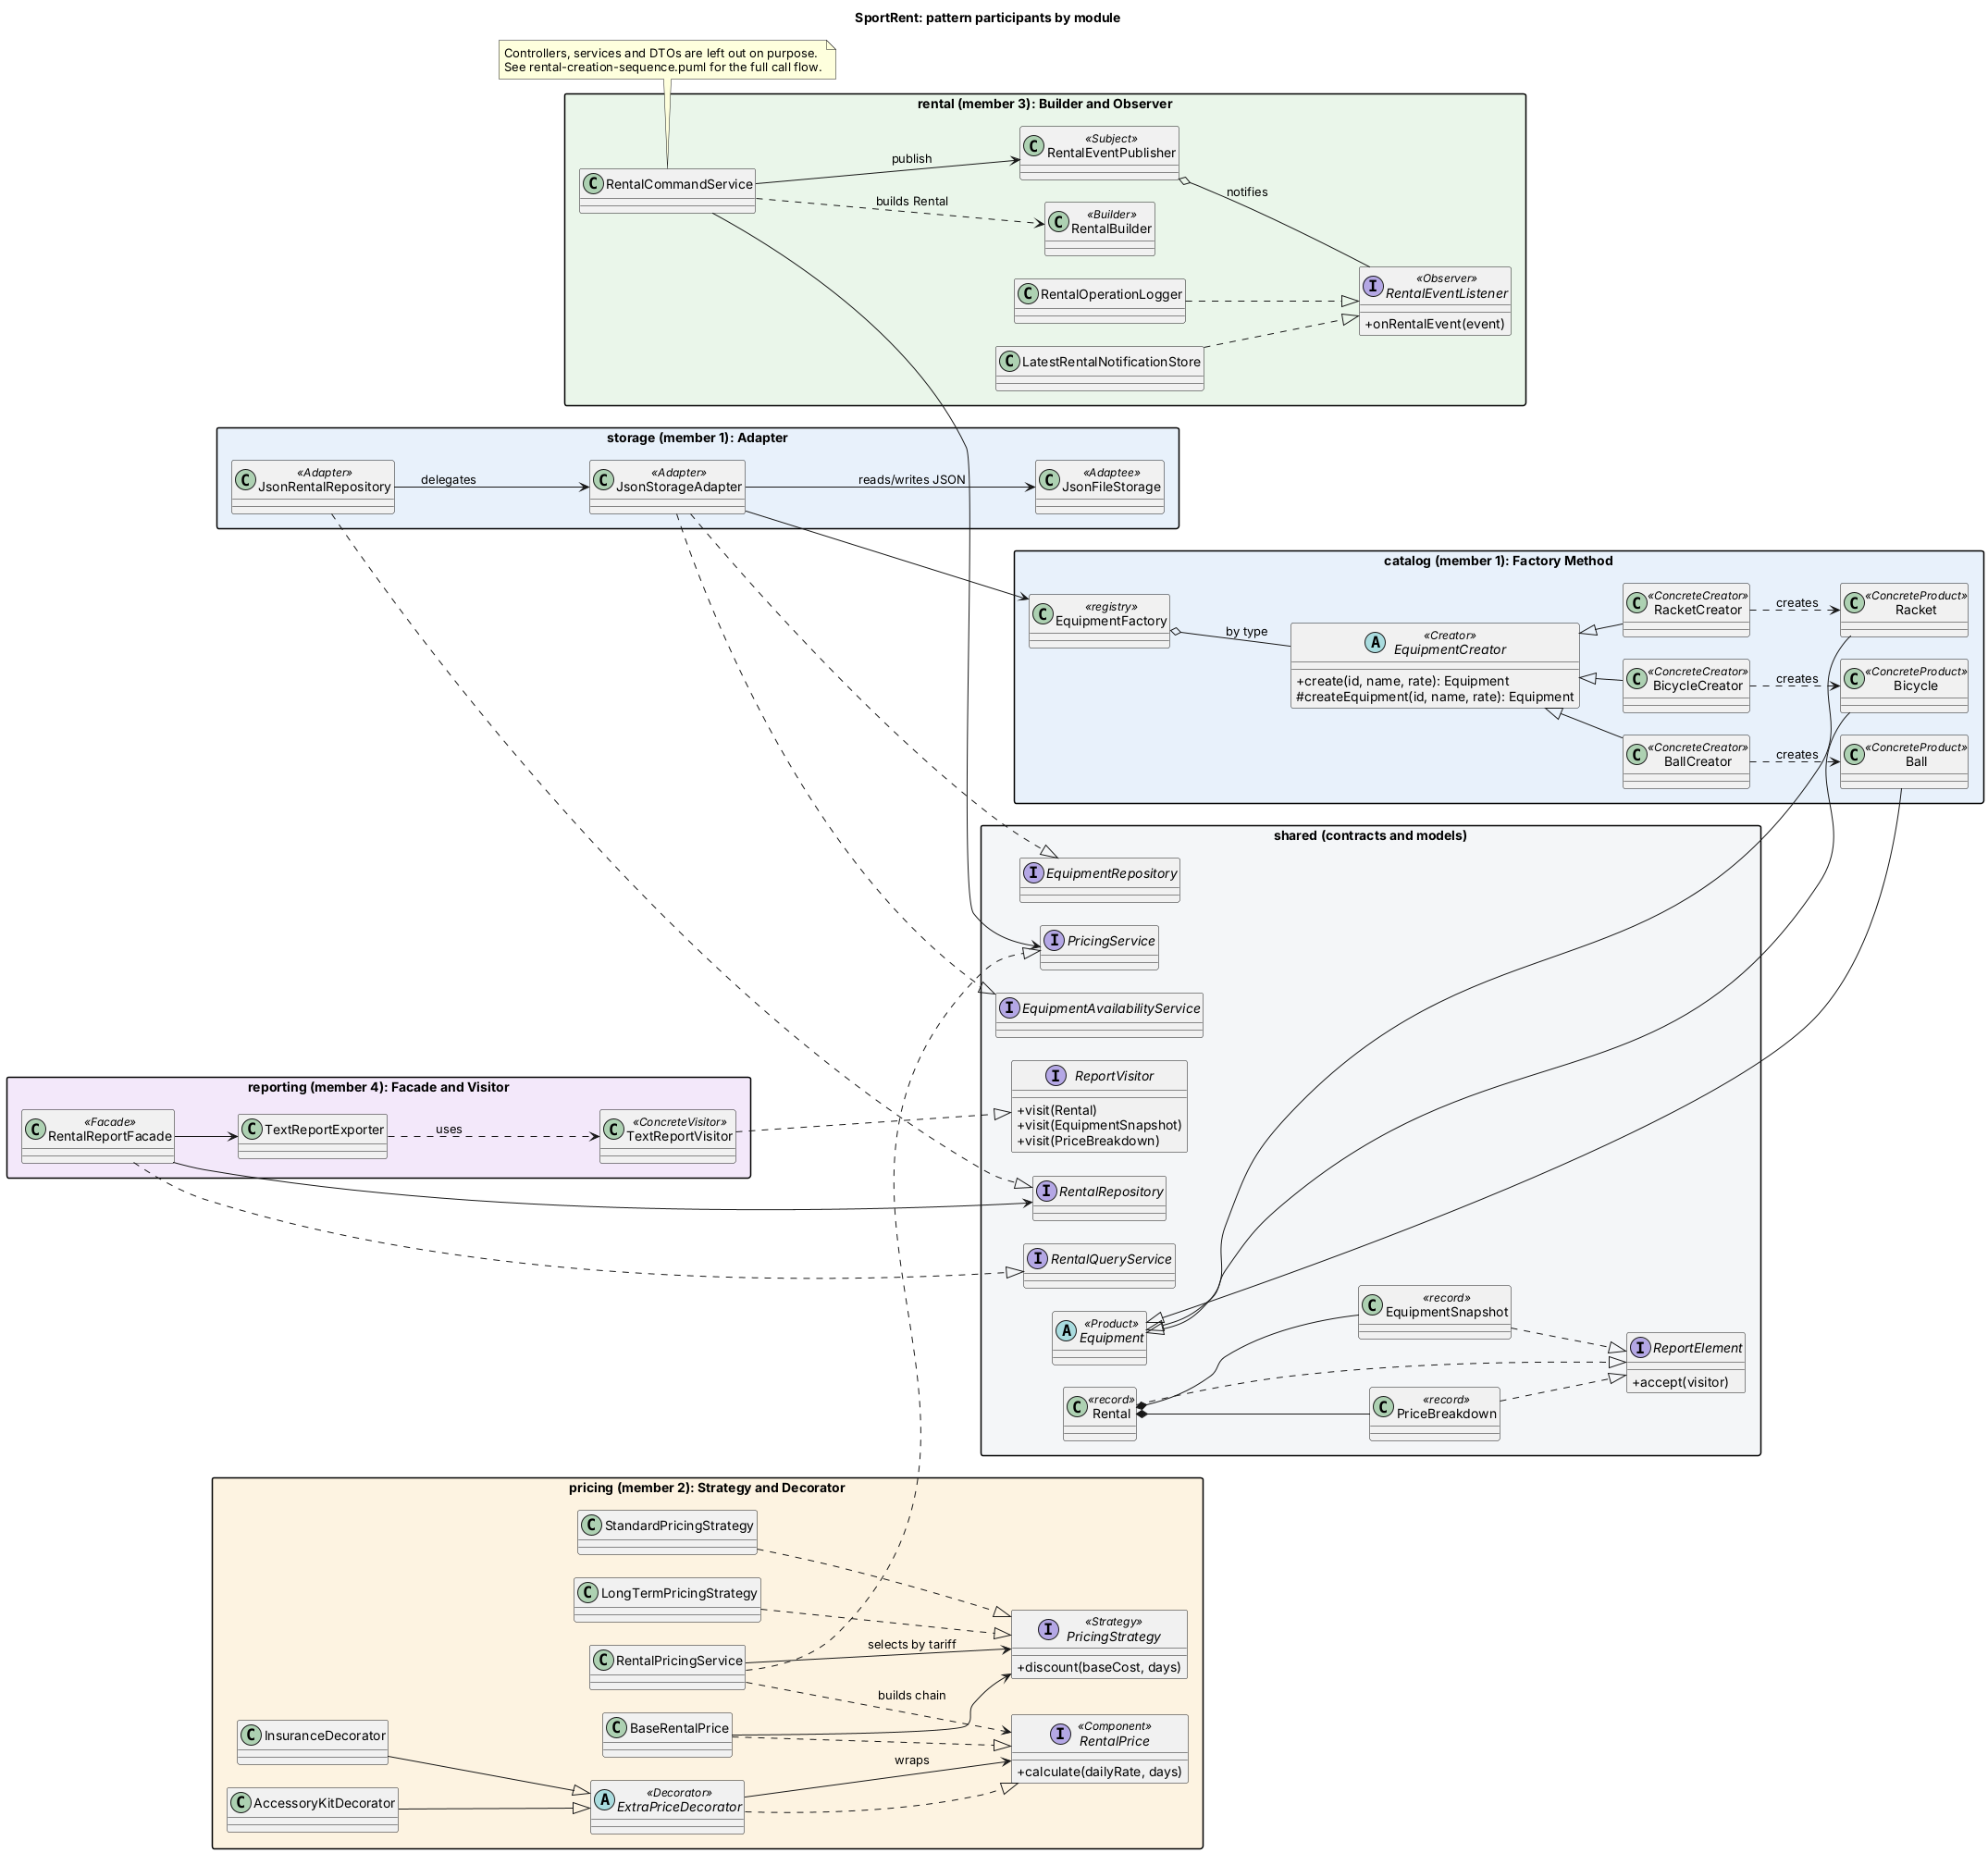 SportRent: pattern participants by module
Controllers, services and DTOs are left out on purpose.
See rental-creation-sequence.puml for the full call flow.
rental (member 3): Builder and Observer
C RentalCommandService
publish
builds Rental
«Subject»
C RentalEventPublisher
notifies
«Builder»
C RentalBuilder
C RentalOperationLogger
C LatestRentalNotificationStore
«Observer»
I RentalEventListener
+onRentalEvent(event)
storage (member 1): Adapter
«Adapter»
C JsonRentalRepository
delegates
«Adapter»
C JsonStorageAdapter
reads/writes JSON
«Adaptee»
C JsonFileStorage
catalog (member 1): Factory Method
«registry»
C EquipmentFactory
by type
«Creator»
A EquipmentCreator
+create(id, name, rate): Equipment
#createEquipment(id, name, rate): Equipment
«ConcreteCreator»
C RacketCreator
creates
«ConcreteProduct»
C Racket
«ConcreteCreator»
C BicycleCreator
creates
«ConcreteProduct»
C Bicycle
«ConcreteCreator»
C BallCreator
creates
«ConcreteProduct»
C Ball
shared (contracts and models)
I EquipmentRepository
I PricingService
I EquipmentAvailabilityService
I ReportVisitor
+visit(Rental)
+visit(EquipmentSnapshot)
+visit(PriceBreakdown)
I RentalRepository
I RentalQueryService
«Product»
A Equipment
«record»
C Rental
«record»
C EquipmentSnapshot
«record»
C PriceBreakdown
I ReportElement
+accept(visitor)
reporting (member 4): Facade and Visitor
«Facade»
C RentalReportFacade
C TextReportExporter
uses
«ConcreteVisitor»
C TextReportVisitor
pricing (member 2): Strategy and Decorator
C StandardPricingStrategy
C LongTermPricingStrategy
C RentalPricingService
selects by tariff
builds chain
C BaseRentalPrice
C InsuranceDecorator
C AccessoryKitDecorator
«Decorator»
A ExtraPriceDecorator
wraps
«Strategy»
I PricingStrategy
+discount(baseCost, days)
«Component»
I RentalPrice
+calculate(dailyRate, days)